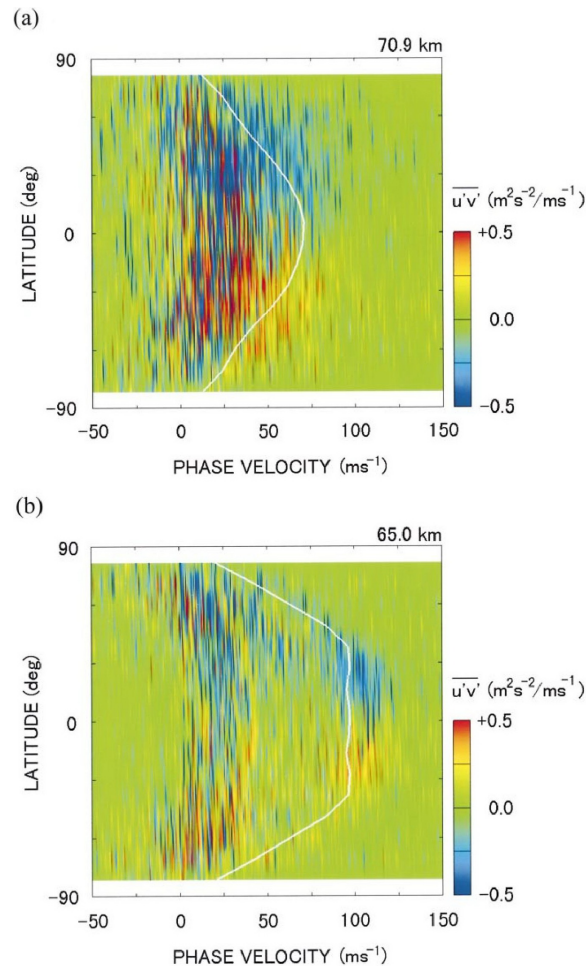 (a)
70.9 km
90
0
−90
LATITUDE (deg)
−50 0 50 100 150
PHASE VELOCITY (ms⁻¹)
u'v' (m²s⁻²/ms⁻¹)
+0.5
0.0
−0.5
(b)
65.0 km
90
0
−90
LATITUDE (deg)
−50 0 50 100 150
PHASE VELOCITY (ms⁻¹)
u'v' (m²s⁻²/ms⁻¹)
+0.5
0.0
−0.5